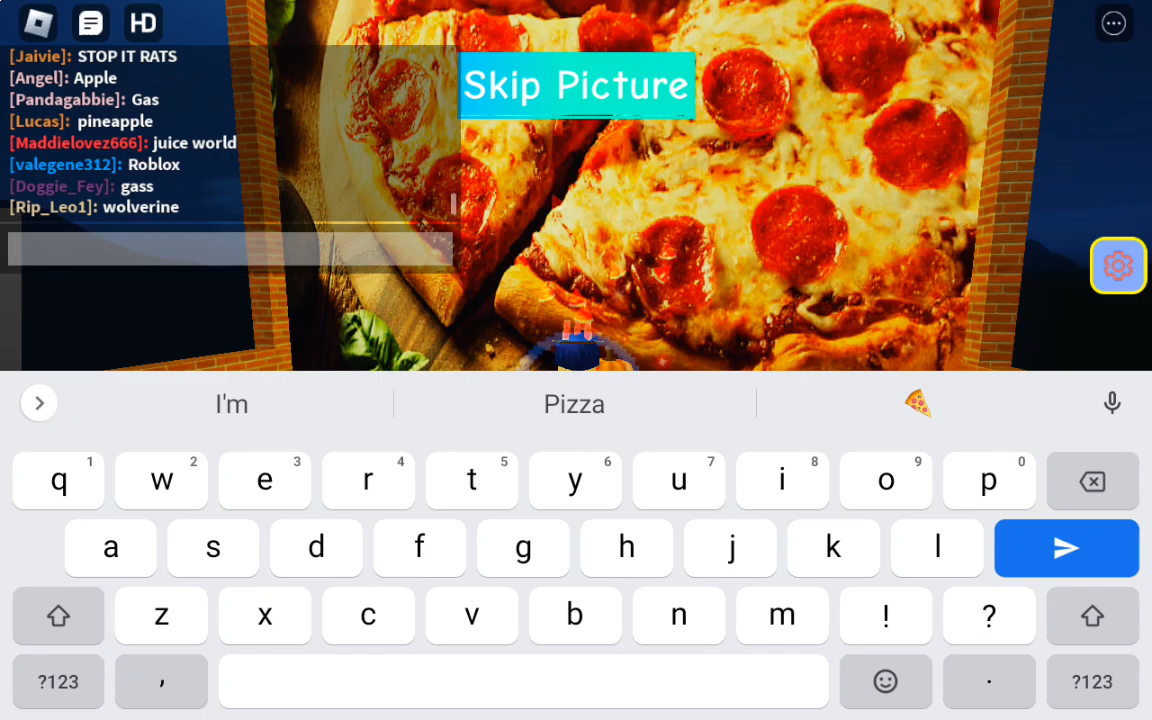 HD
[Jaivie]: STOP IT RATS
[Angel]: Apple
[Pandagabbie]: Gas
[Lucas]: pineapple
[Maddielovez666]: juice world
[valegene312]: Roblox
[Doggie_Fey]: gass
[Rip_Leo1]: wolverine
Skip Picture
I'm Pizza
q 1 w 2 e 3 r 4 t 5 y 6 u 7 i 8 o 9 p 0
a s d f g h j k l
z x c v b n m ! ?
?123 , . ?123